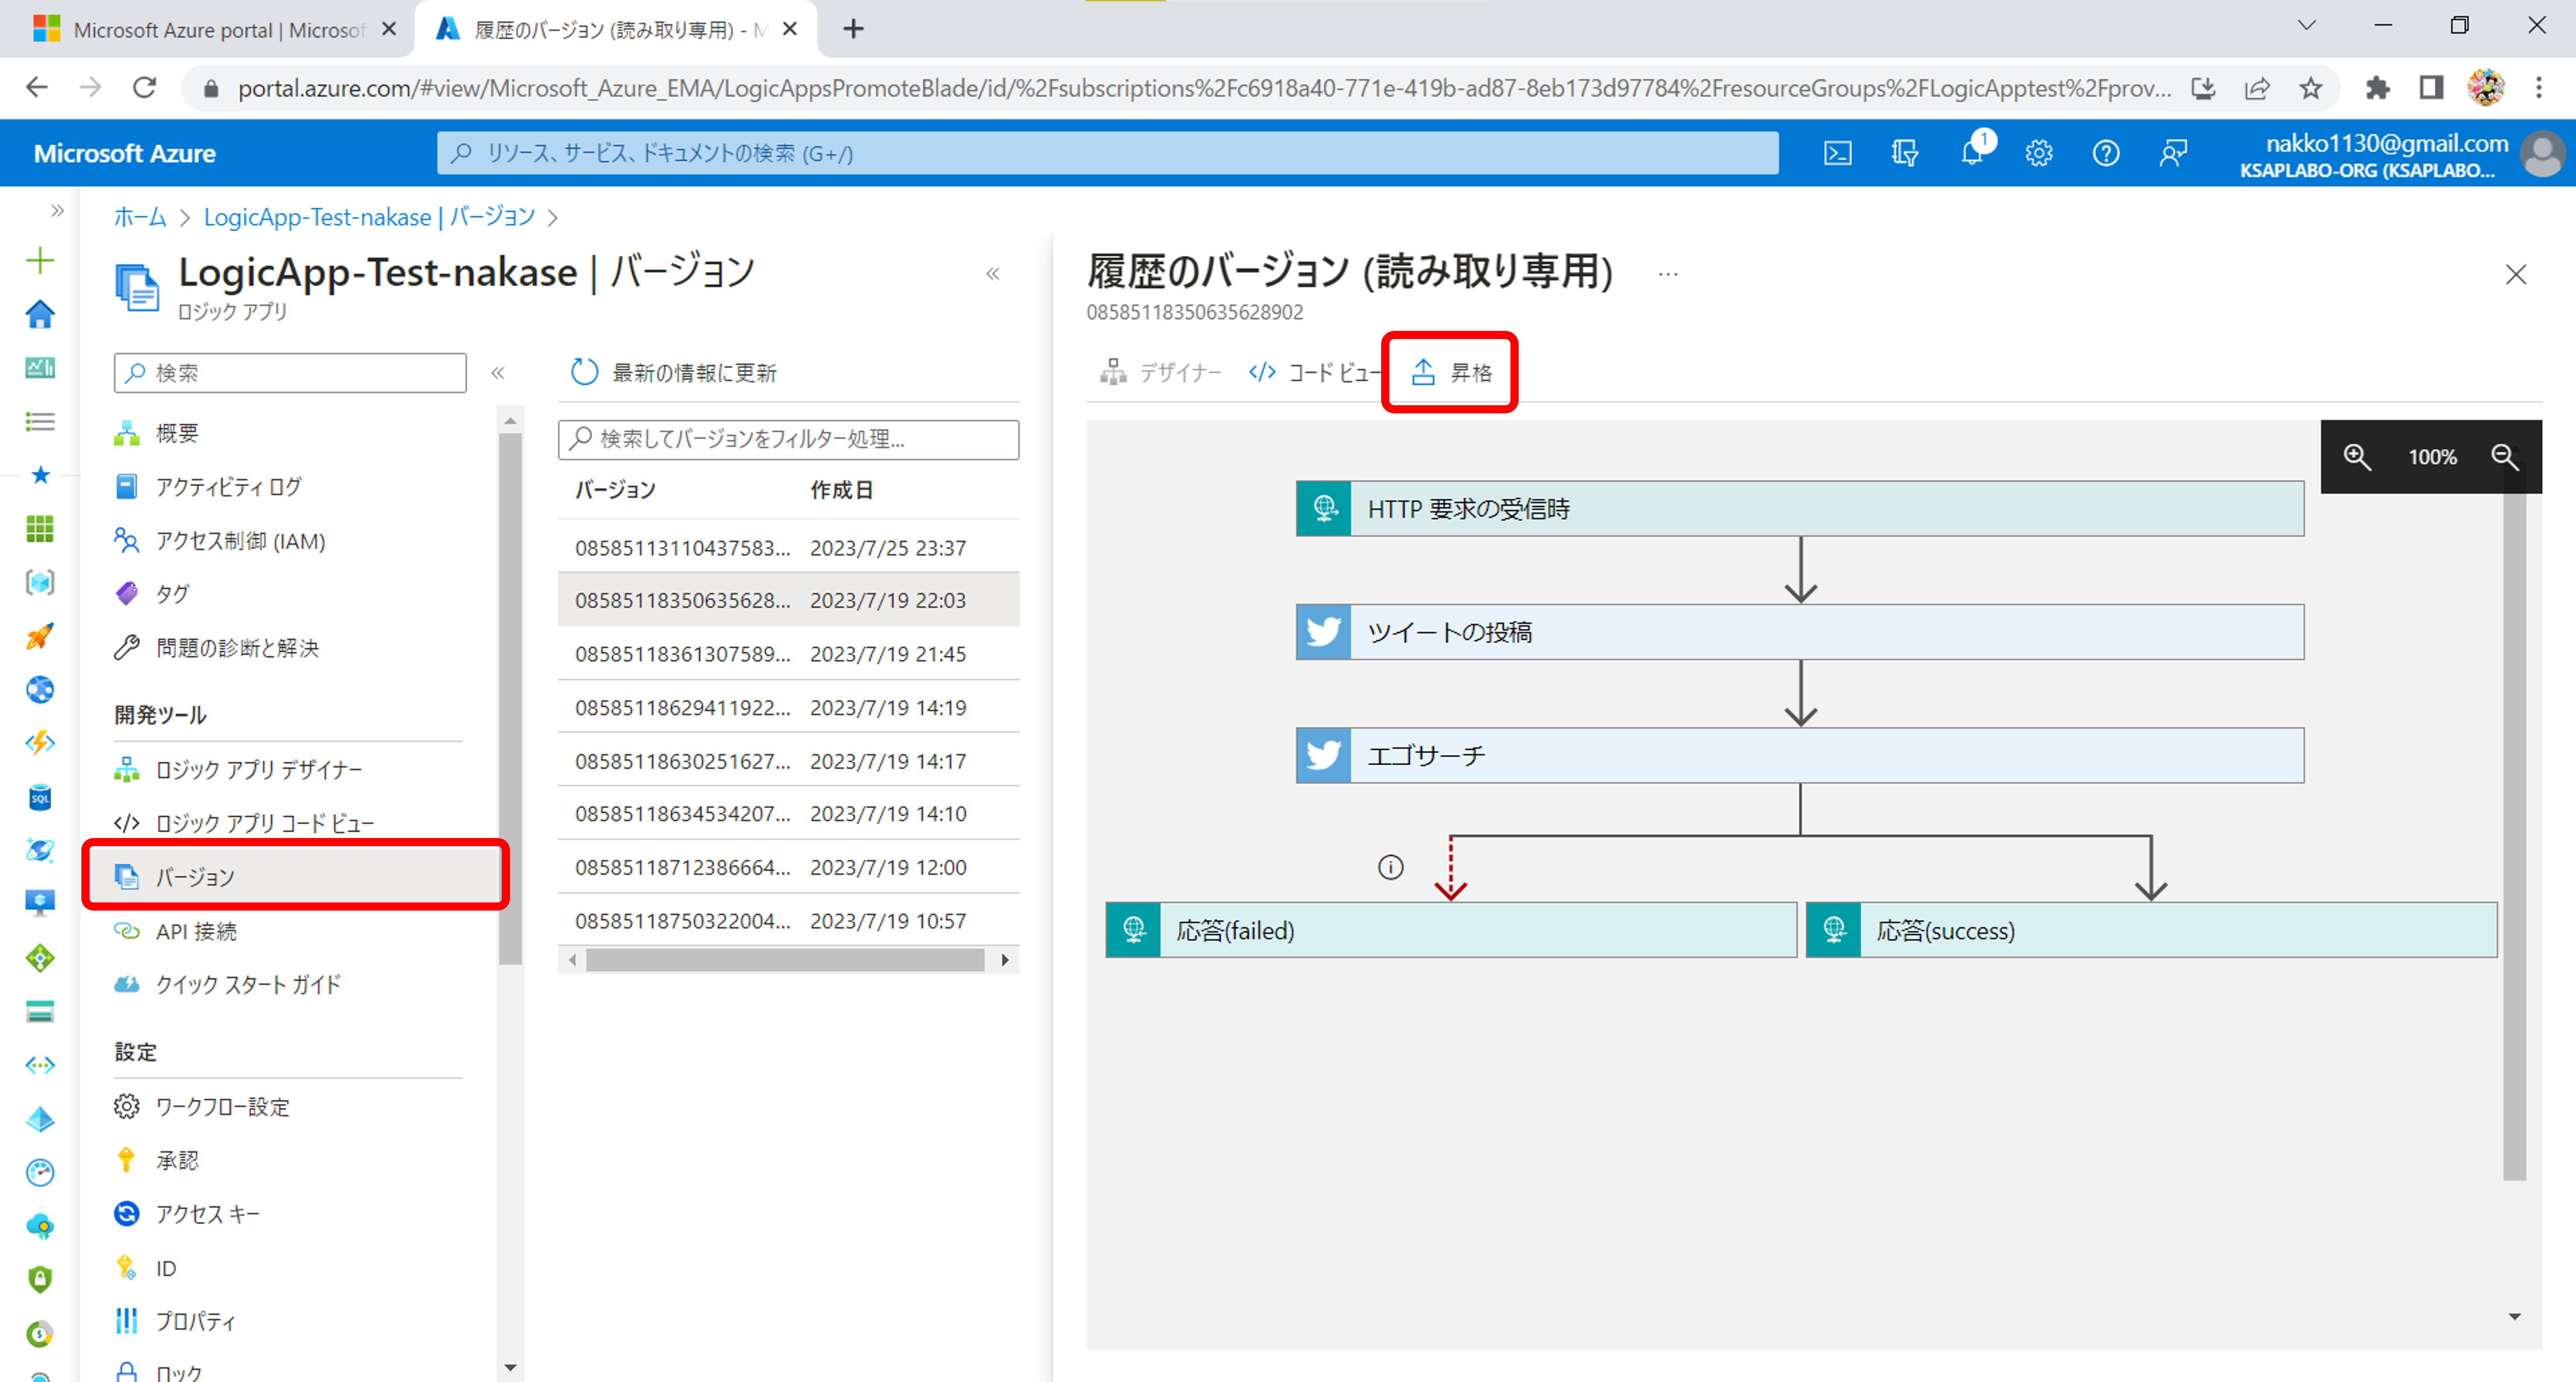 Microsoft Azure portal | Microsof
履歴のバージョン (読み取り専用) - M
portal.azure.com/#view/Microsoft_Azure_EMA/LogicAppsPromoteBlade/id/%2Fsubscriptions%2Fc6918a40-771e-419b-ad87-8eb173d97784%2FresourceGroups%2FLogicApptest%2Fprov...
Microsoft Azure
リソース、サービス、ドキュメントの検索 (G+/)
1
nakko1130@gmail.com
KSAPLABO-ORG (KSAPLABO...
ホーム > LogicApp-Test-nakase | バージョン >
LogicApp-Test-nakase | バージョン
ロジック アプリ
検索
概要
アクティビティ ログ
アクセス制御 (IAM)
タグ
問題の診断と解決
開発ツール
ロジック アプリ デザイナー
ロジック アプリ コード ビュー
バージョン
API 接続
クイック スタート ガイド
設定
ワークフロー設定
承認
アクセス キー
ID
プロパティ
ロック
SQL
最新の情報に更新
検索してバージョンをフィルター処理...
バージョン 作成日
08585113110437583... 2023/7/25 23:37
08585118350635628... 2023/7/19 22:03
08585118361307589... 2023/7/19 21:45
08585118629411922... 2023/7/19 14:19
08585118630251627... 2023/7/19 14:17
08585118634534207... 2023/7/19 14:10
08585118712386664... 2023/7/19 12:00
08585118750322004... 2023/7/19 10:57
履歴のバージョン (読み取り専用) ...
08585118350635628902
デザイナー
コード ビュー
昇格
100%
HTTP 要求の受信時
ツイートの投稿
エゴサーチ
応答(failed)
応答(success)